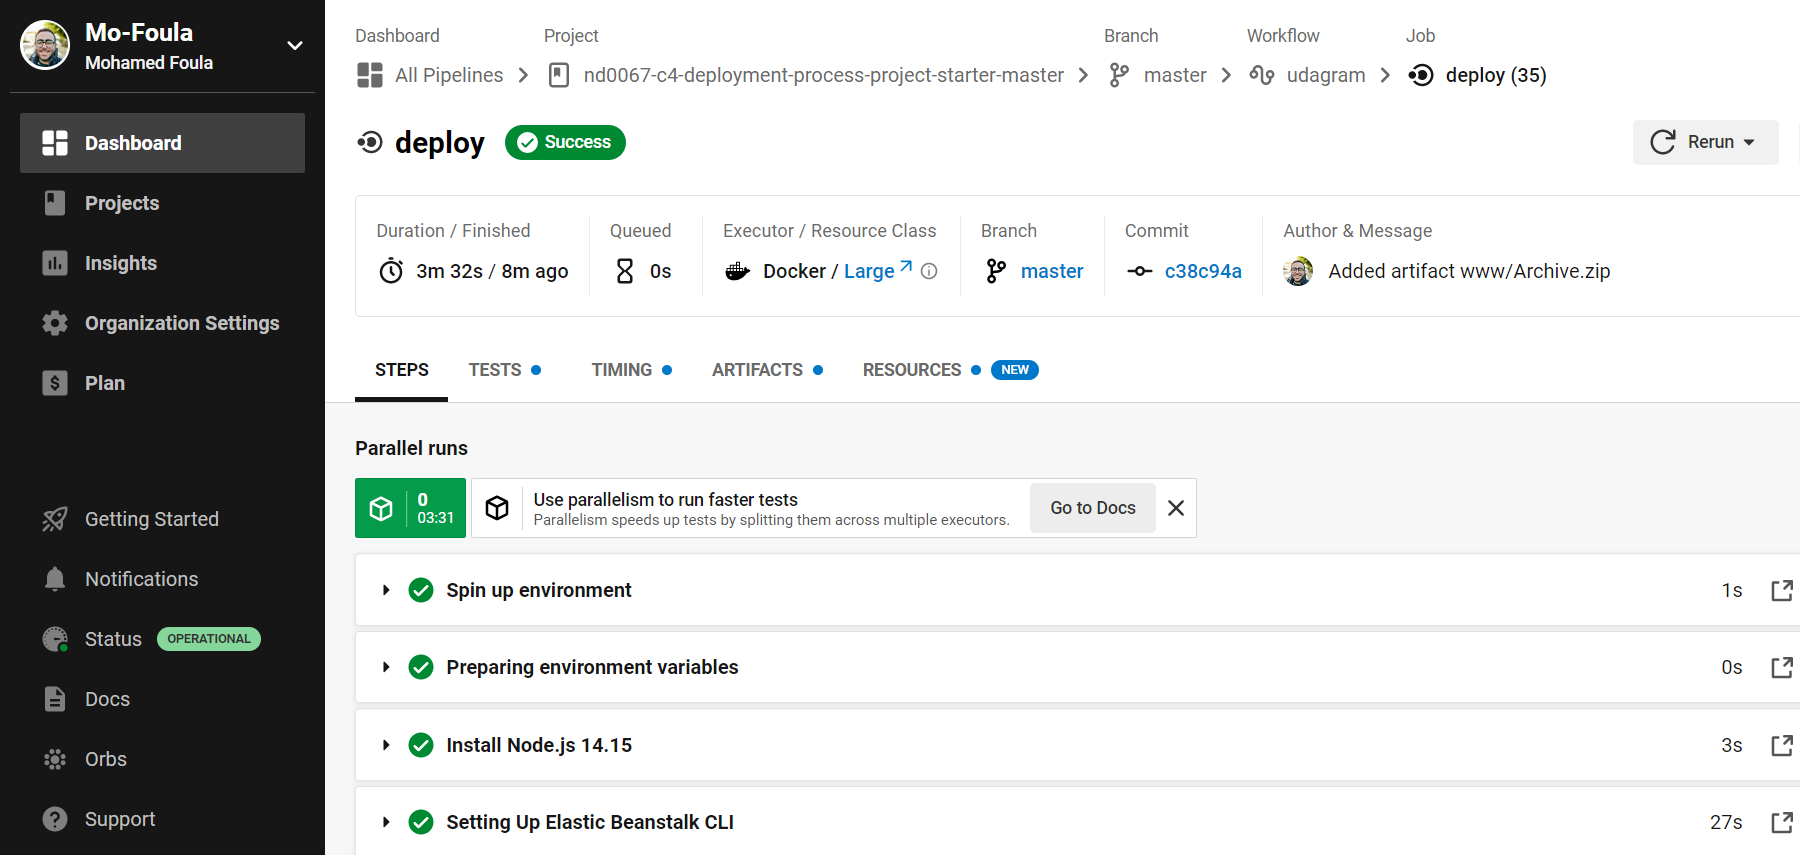 Mo-Foula
Mohamed Foula
Dashboard
Projects
Insights
Organization Settings
Plan
Getting Started
Notifications
Status OPERATIONAL
Docs
Orbs
Support
Dashboard Project Branch Workflow Job
All Pipelines nd0067-c4-deployment-process-project-starter-master master udagram deploy (35)
deploy Success Rerun
Duration / Finished Queued Executor / Resource Class Branch Commit Author & Message
3m 32s / 8m ago 0s Docker / Large master c38c94a Added artifact www/Archive.zip
STEPS TESTS TIMING ARTIFACTS RESOURCES NEW
Parallel runs
0
03:31
Use parallelism to run faster tests
Parallelism speeds up tests by splitting them across multiple executors.
Go to Docs
Spin up environment 1s
Preparing environment variables 0s
Install Node.js 14.15 3s
Setting Up Elastic Beanstalk CLI 27s